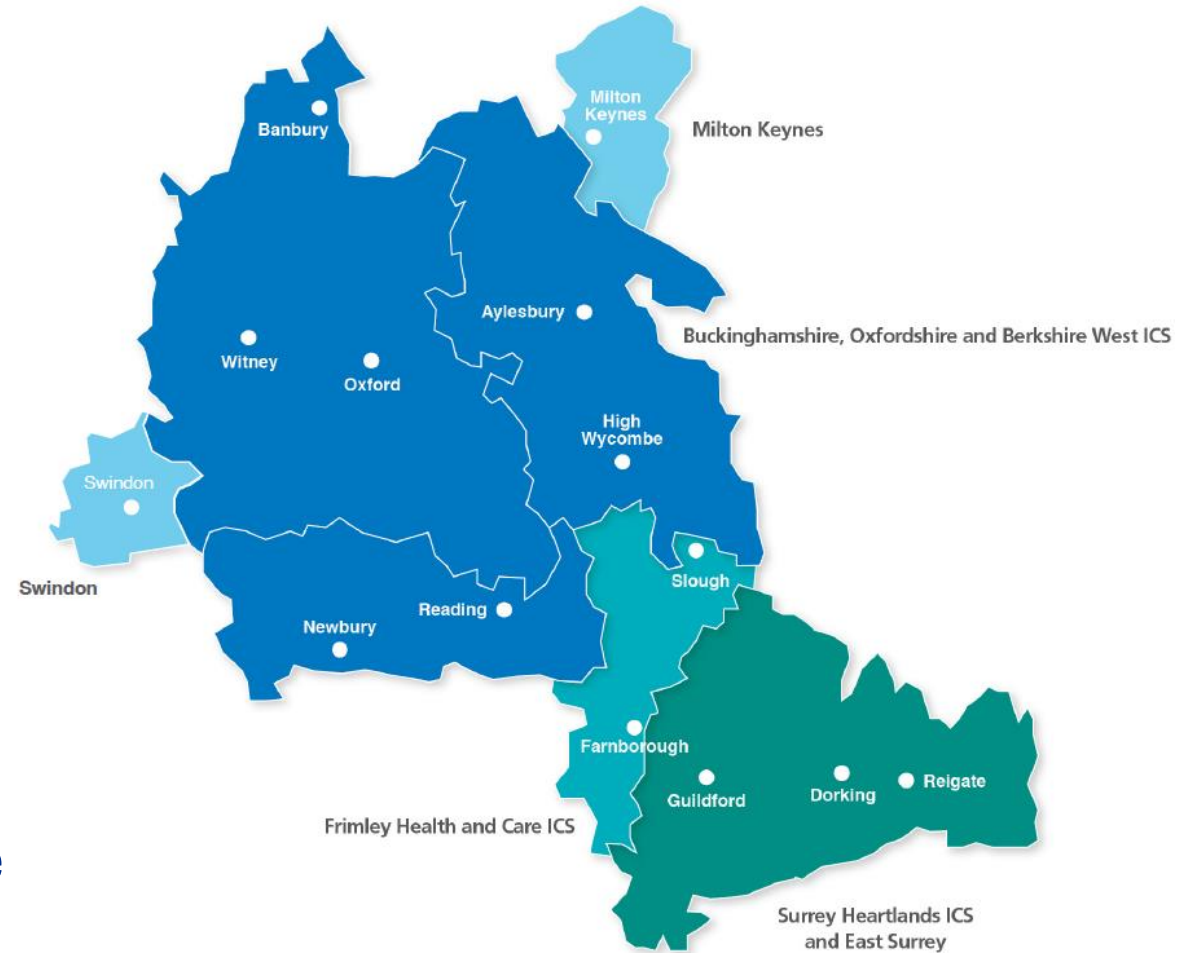 Milton
Keynes
Milton Keynes
Banbury
Aylesbury
Buckinghamshire, Oxfordshire and Berkshire West ICS
Witney
Oxford
High
Wycombe
Swindon
Slough
Swindon
Reading
Newbury
Farnborough
Guildford
Dorking
Reigate
Frimley Health and Care ICS
Surrey Heartlands ICS
and East Surrey